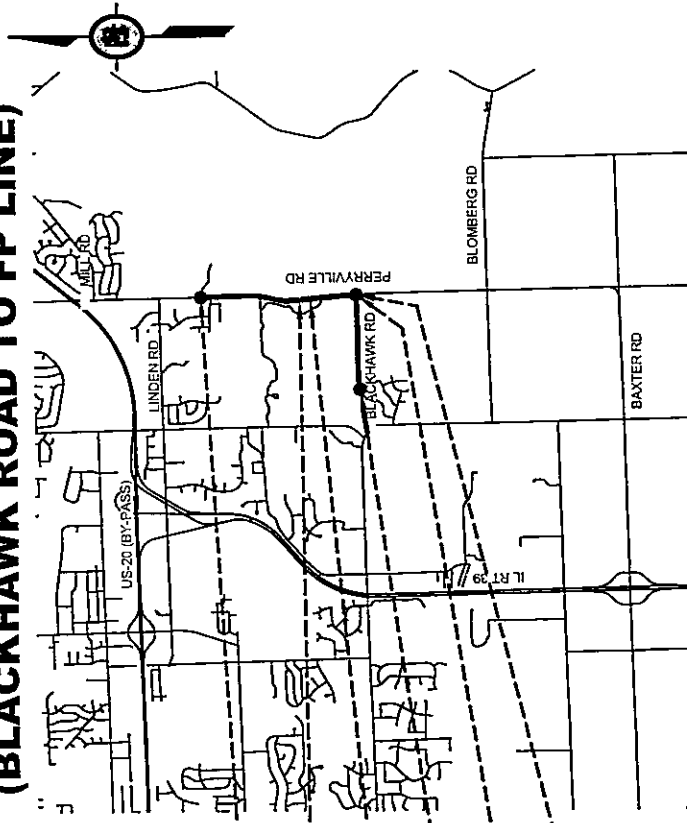 (BLACKHAWK ROAD TO FP LINE)
MILL RD
LINDEN RD
US-20 (BY-PASS)
PERRYVILLE RD
BLACKHAWK RD
BLOMBERG RD
IL RT 39
BAXTER RD